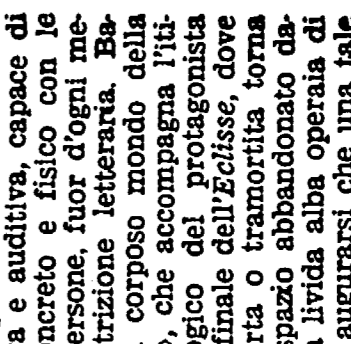 a e auditiva, capace di
ncreto e fisico con le
ersone, fuor d'ogni me-
trizione letteraria. Ba-
corposo mondo della
», che accompagna l'iti-
ogico del protagonista
finale dell'Eclisse, dove
rta o tramortita torna
spazio abbandonato da-
a livida alba operaia di
augurarsi che una tale